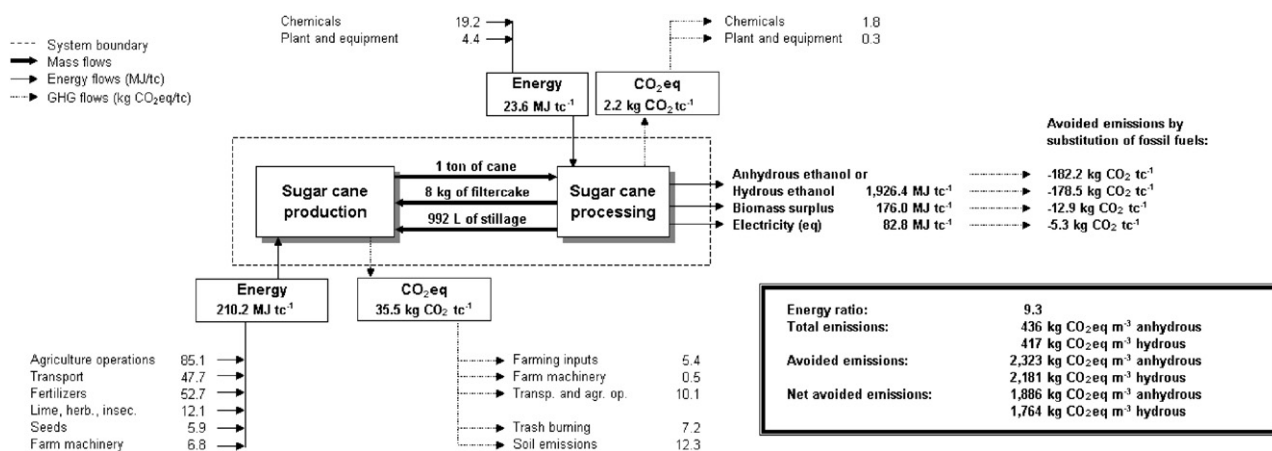 Chemicals 19.2
Plant and equipment 4.4
Chemicals 1.8
Plant and equipment 0.3
System boundary
Mass flows
Energy flows (MJ/tc)
GHG flows (kg CO₂eq/tc)
Energy
23.6 MJ tc⁻¹
CO₂eq
2.2 kg CO₂ tc⁻¹
Avoided emissions by
substitution of fossil fuels:
Sugar cane
production
1 ton of cane
8 kg of filtercake
992 L of stillage
Sugar cane
processing
Anhydrous ethanol or -182.2 kg CO₂ tc⁻¹
Hydrous ethanol 1,926.4 MJ tc⁻¹ -178.5 kg CO₂ tc⁻¹
Biomass surplus 176.0 MJ tc⁻¹ -12.9 kg CO₂ tc⁻¹
Electricity (eq) 82.8 MJ tc⁻¹ -5.3 kg CO₂ tc⁻¹
Energy
210.2 MJ tc⁻¹
CO₂eq
35.5 kg CO₂ tc⁻¹
Agriculture operations 85.1
Transport 47.7
Fertilizers 52.7
Lime, herb., insec. 12.1
Seeds 5.9
Farm machinery 6.8
Farming inputs 5.4
Farm machinery 0.5
Transp. and agr. op. 10.1
Trash burning 7.2
Soil emissions 12.3
Energy ratio: 9.3
Total emissions: 436 kg CO₂eq m⁻³ anhydrous
417 kg CO₂eq m⁻³ hydrous
Avoided emissions: 2,323 kg CO₂eq m⁻³ anhydrous
2,181 kg CO₂eq m⁻³ hydrous
Net avoided emissions: 1,886 kg CO₂eq m⁻³ anhydrous
1,764 kg CO₂eq m⁻³ hydrous